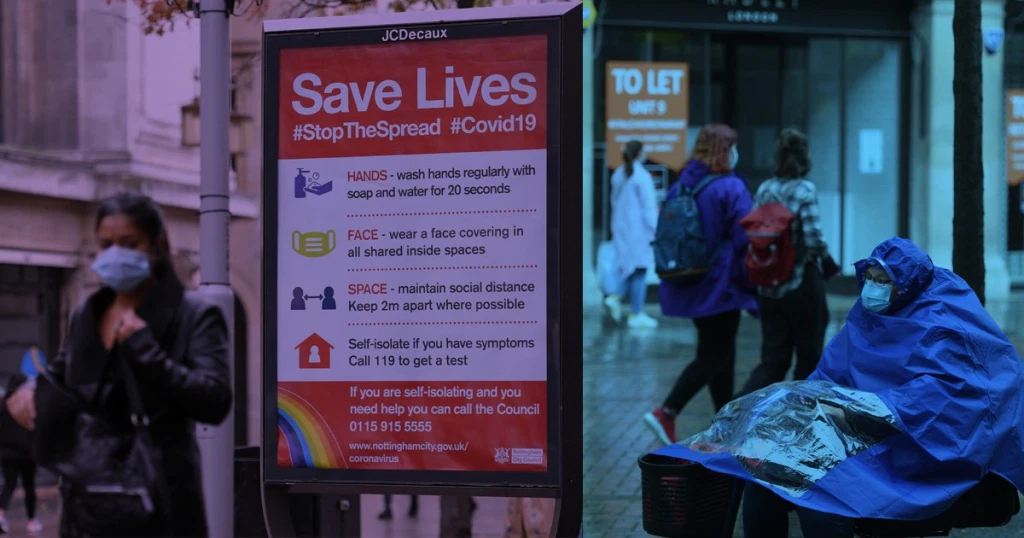 JCDecaux
Save Lives
#StopTheSpread #Covid19
HANDS - wash hands regularly with
soap and water for 20 seconds
FACE - wear a face covering in
all shared inside spaces
SPACE - maintain social distance
Keep 2m apart where possible
Self-isolate if you have symptoms
Call 119 to get a test
If you are self-isolating and you
need help you can call the Council
0115 915 5555
www.nottinghamcity.gov.uk/
coronavirus
Nottingham
City Council
LONDON
TO LET
UNIT 9